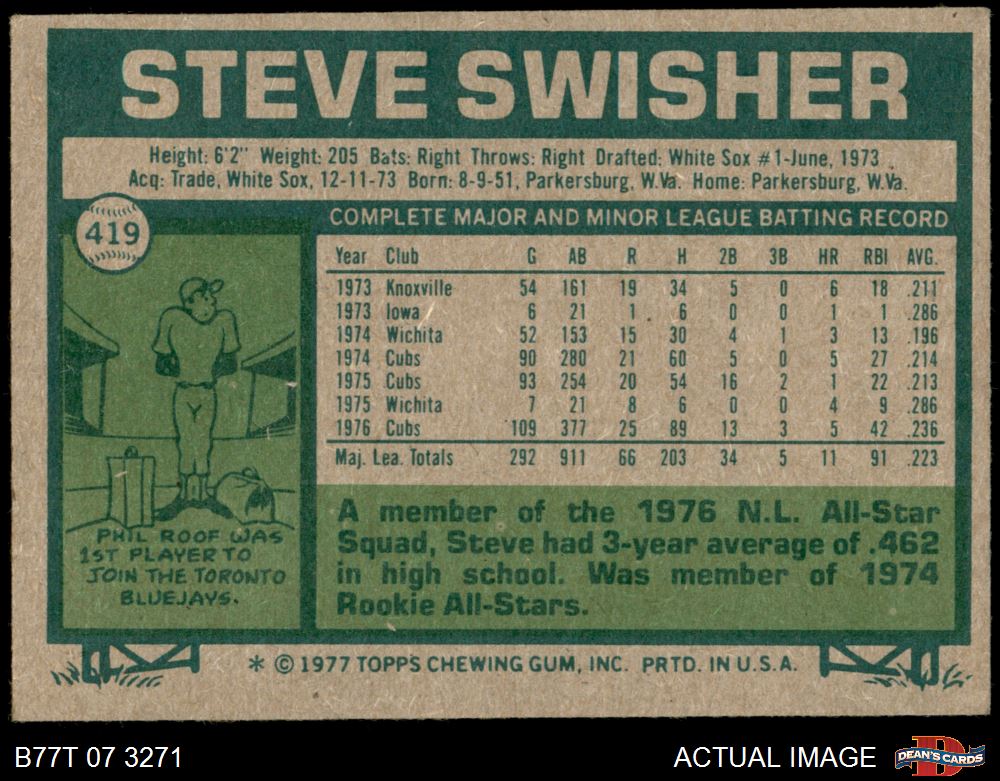 STEVE SWISHER
Height: 6'2" Weight: 205 Bats: Right Throws: Right Drafted: White Sox #1-June, 1973
Acq: Trade, White Sox, 12-11-73 Born: 8-9-51, Parkersburg, W.Va. Home: Parkersburg, W.Va.
419
COMPLETE MAJOR AND MINOR LEAGUE BATTING RECORD
Year Club G AB R H 2B 3B HR RBI AVG.
1973 Knoxville 54 161 19 34 5 0 6 18 .211
1973 Iowa 6 21 1 6 0 0 1 1 .286
1974 Wichita 52 153 15 30 4 1 3 13 .196
1974 Cubs 90 280 21 60 5 0 5 27 .214
1975 Cubs 93 254 20 54 16 2 1 22 .213
1975 Wichita 7 21 8 6 0 0 4 9 .286
1976 Cubs 109 377 25 89 13 3 5 42 .236
Maj. Lea. Totals 292 911 66 203 34 5 11 91 .223
PHIL ROOF WAS
1ST PLAYER TO
JOIN THE TORONTO
BLUEJAYS.
A member of the 1976 N.L. All-Star
Squad, Steve had 3-year average of .462
in high school. Was member of 1974
Rookie All-Stars.
* © 1977 TOPPS CHEWING GUM, INC. PRTD. IN U.S.A.
B77T 07 3271
ACTUAL IMAGE
D
DEAN'S CARDS